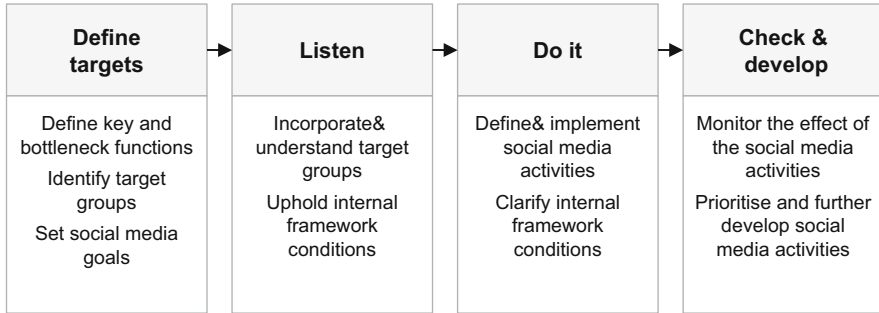 Define
targets
Define key and
bottleneck functions
Identify target
groups
Set social media
goals
Listen
Incorporate&
understand target
groups
Uphold internal
framework
conditions
Do it
Define& implement
social media
activities
Clarify internal
framework
conditions
Check &
develop
Monitor the effect of
the social media
activities
Prioritise and further
develop social
media activities